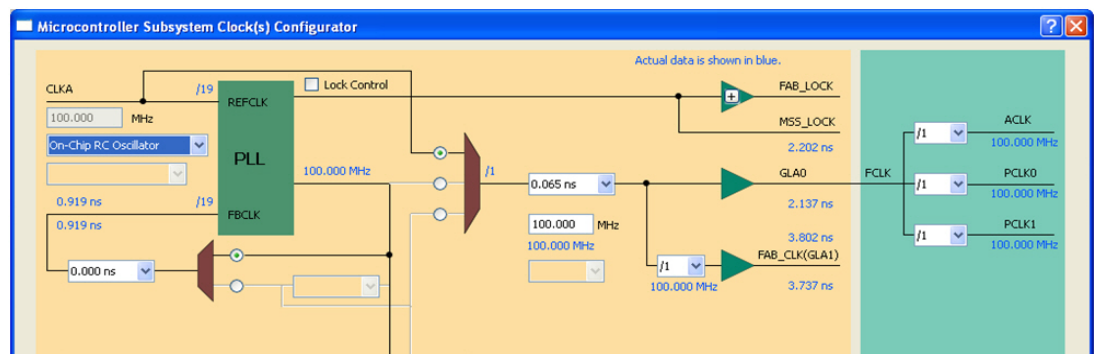 Microcontroller Subsystem Clock(s) Configurator
Actual data is shown in blue.
CLKA
/19
Lock Control
FAB_LOCK
REFCLK
100.000 MHz
MSS_LOCK
ACLK
/1
On-Chip RC Oscillator
2.202 ns
100.000 MHz
PLL
100.000 MHz
/1
GLA0
FCLK
PCLK0
0.065 ns
/1
0.919 ns
/19
2.137 ns
100.000 MHz
FBCLK
0.919 ns
100.000 MHz
PCLK1
3.802 ns
/1
100.000 MHz
100.000 MHz
FAB_CLK(GLA1)
0.000 ns
/1
100.000 MHz
3.737 ns